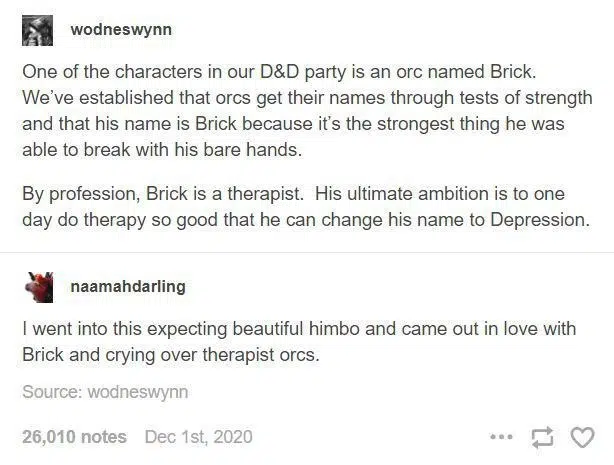 wodneswynn
One of the characters in our D&D party is an orc named Brick.
We’ve established that orcs get their names through tests of strength
and that his name is Brick because it’s the strongest thing he was
able to break with his bare hands.
By profession, Brick is a therapist.  His ultimate ambition is to one
day do therapy so good that he can change his name to Depression.
naamahdarling
I went into this expecting beautiful himbo and came out in love with
Brick and crying over therapist orcs.
Source: wodneswynn
26,010 notes Dec 1st, 2020